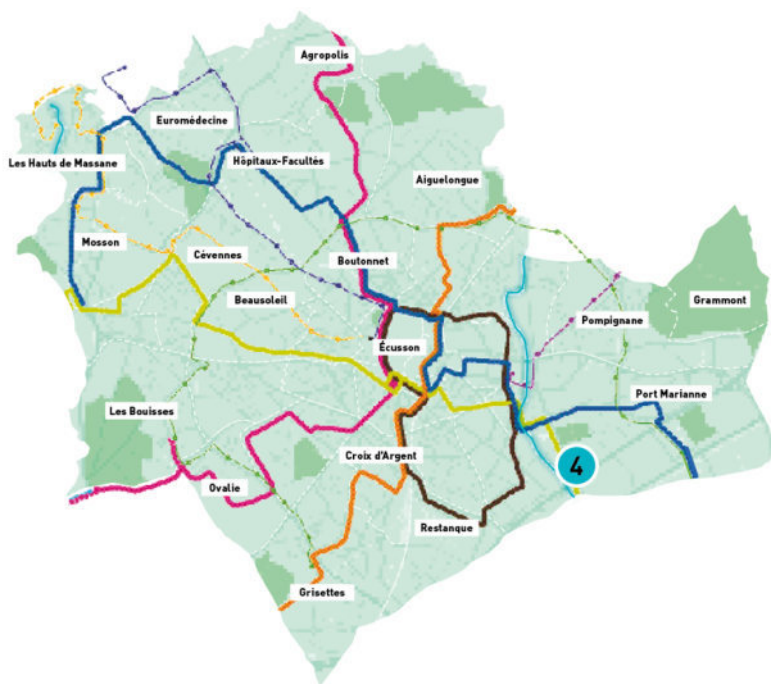 Agropolis
Euromédecine
Les Hauts de Massane
Hôpitaux-Facultés
Aiguelongue
Mosson
Cévennes
Boutonnet
Beausoleil
Grammont
Pompignane
Écusson
Les Bouisses
Port Marianne
Croix d'Argent
4
Ovalie
Restanque
Grisettes